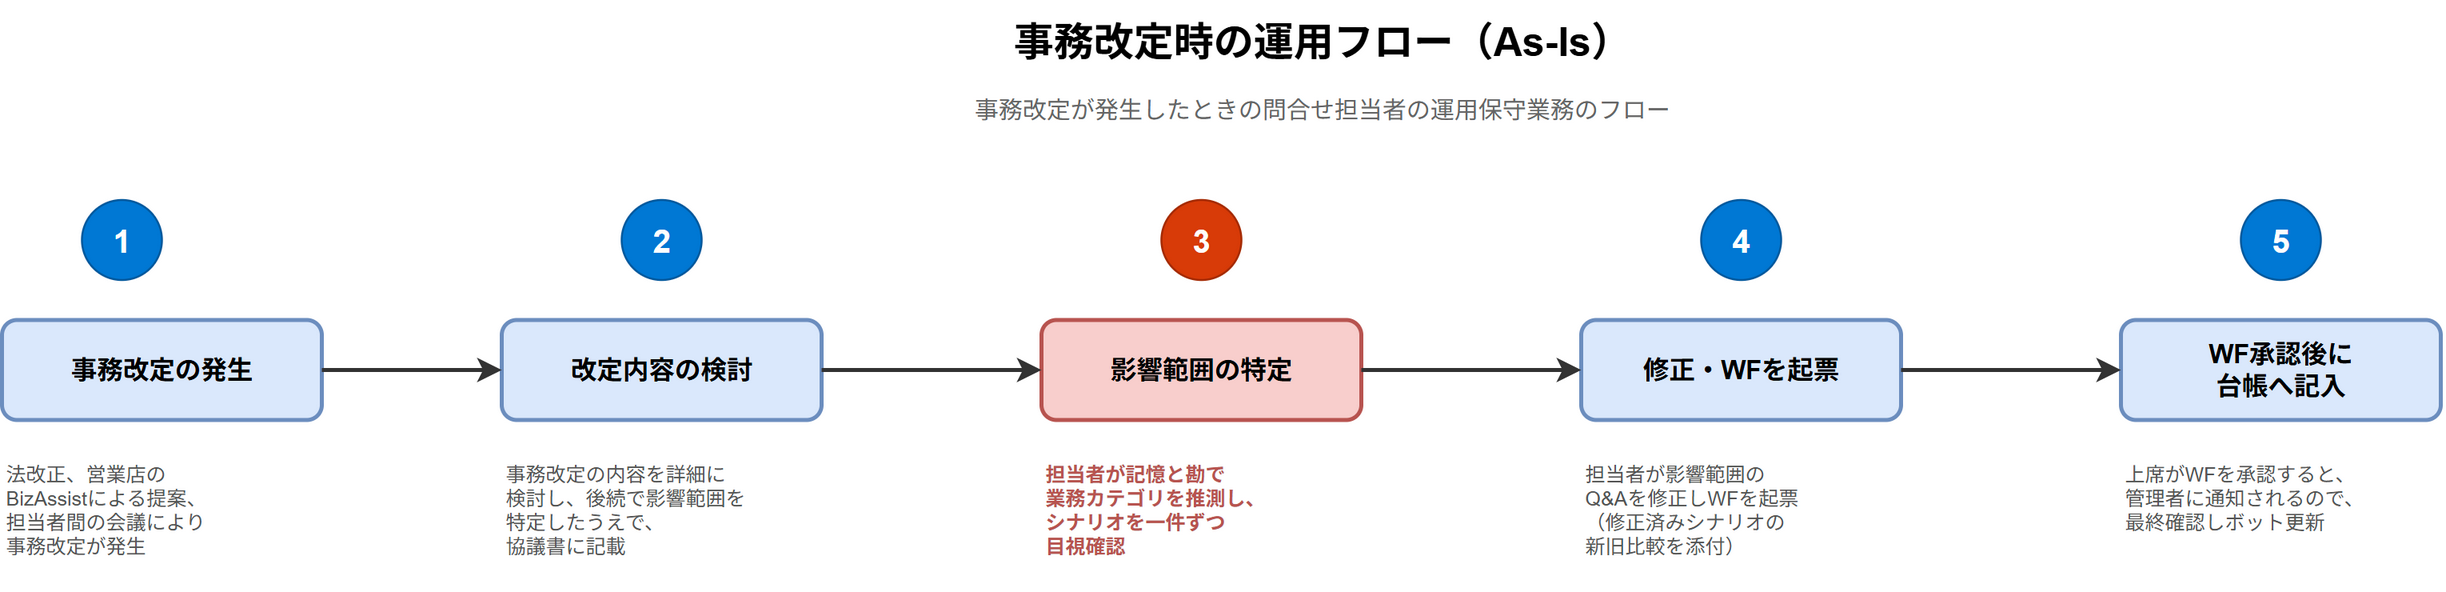 事務改定時の運用フロー（As-Is）
事務改定が発生したときの問合せ担当者の運用保守業務のフロー
1
2
3
4
5
事務改定の発生
改定内容の検討
影響範囲の特定
修正・WFを起票
WF承認後に
台帳へ記入
法改正、営業店の
BizAssistによる提案、
担当者間の会議により
事務改定が発生
事務改定の内容を詳細に
検討し、後続で影響範囲を
特定したうえで、
協議書に記載
担当者が記憶と勘で
業務カテゴリを推測し、
シナリオを一件ずつ
目視確認
担当者が影響範囲の
Q&Aを修正しWFを起票
（修正済みシナリオの
新旧比較を添付）
上席がWFを承認すると、
管理者に通知されるので、
最終確認しボット更新